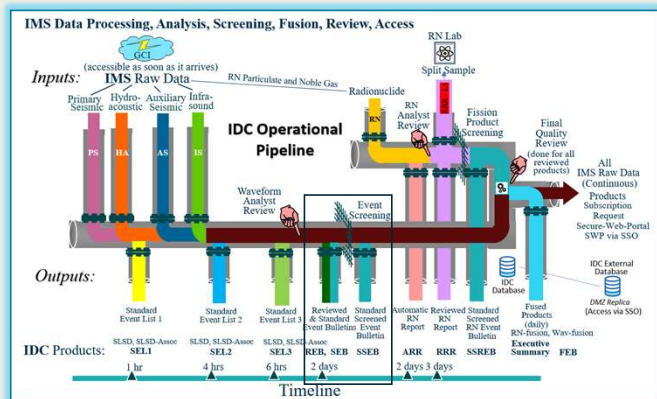 IMS Data Processing, Analysis, Screening, Fusion, Review, Access
GCI
(accessible as soon as it arrives)
Inputs:
IMS Raw Data
RN Particulate and Noble Gas
Primary
Seismic
Hydro-
acoustic
Auxiliary
Seismic
Infra-
sound
PS
HA
AS
IS
IDC Operational
Pipeline
Radionuclide
RN
RN
Analyst
Review
RN Lab
Split Sample
Fission
Product
Screening
Final
Quality
Review
(done for all
reviewed
products)
All
IMS Raw Data
(Continuous)
Products
Subscription
Request
Secure-Web-Portal
SWP via SSO
Waveform
Analyst
Review
Event
Screening
Outputs:
IDC
Database
IDC External
Database
DMZ Replica
(Access via SSO)
Standard
Event List 1
Standard
Event List 2
Standard
Event List 3
Reviewed
& Standard
Event Bulletin
Standard
Screened
Event
Bulletin
Automatic
RN
Report
Reviewed
RN Report
Standard
Screened
RN Event
Bulletin
Fused
Products
(daily)
RN-fusion, Wav-fusion
IDC Products:
SLSD, SLSD-Assoc
SEL1
SLSD, SLSD-Assoc
SEL2
SLSD, SLSD-Assoc
SEL3
REB, SEB
SSEB
ARR
RRR
SSREB
Executive
Summary
FEB
1 hr
4 hrs
6 hrs
2 days
2 days
3 days
Timeline